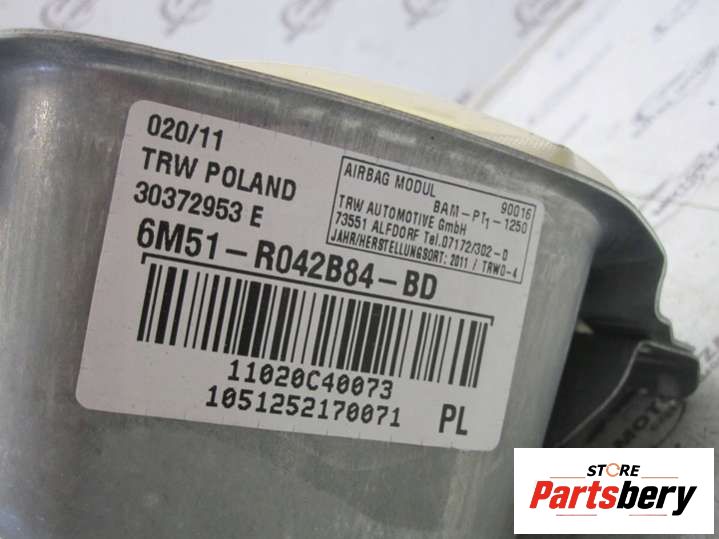 020/11
TRW POLAND
30372953 E
6M51-R042B84-BD
AIRBAG MODUL 90016
BAM-PT1-1250
TRW AUTOMOTIVE GmbH
73551 ALFDORF Tel.07172/302-0
JAHR/HERSTELLUNGSORT: 2011 / TRWO-4
11020C40073
1051252170071 PL
STORE
Partsbery